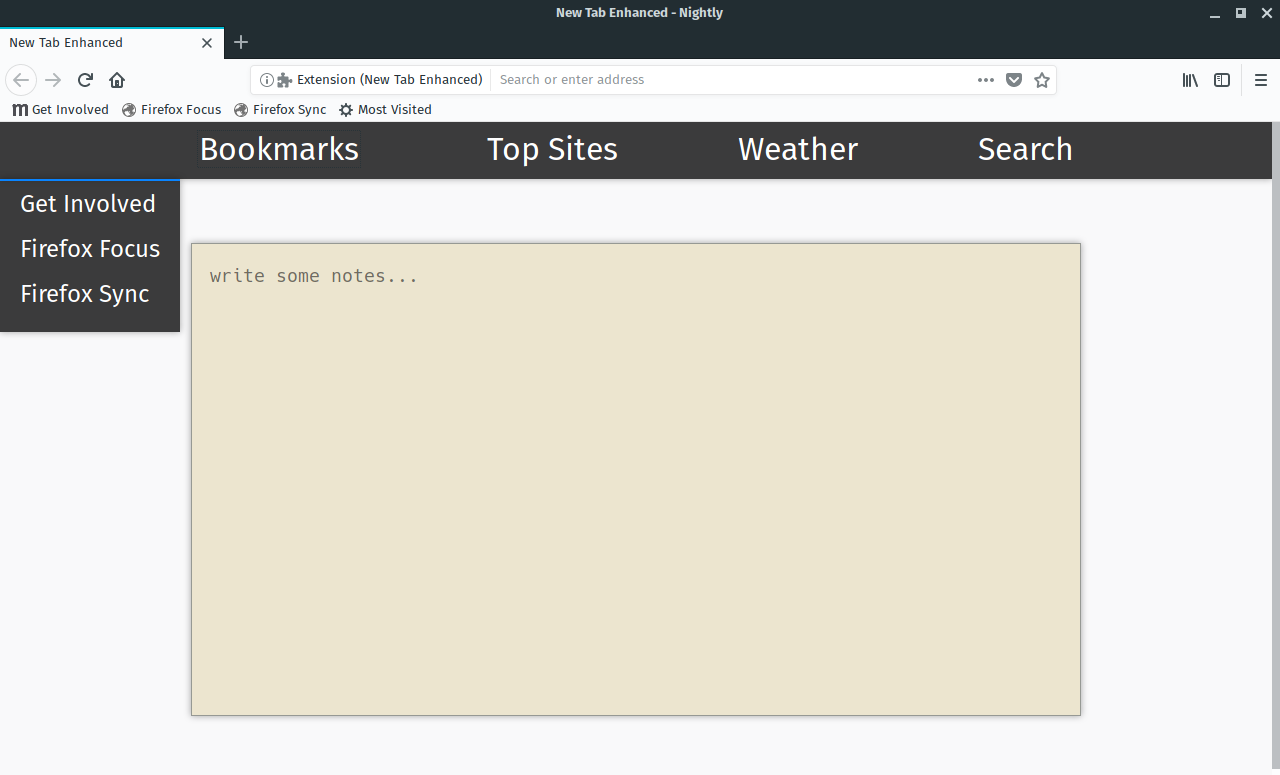 New Tab Enhanced - Nightly
New Tab Enhanced
Extension (New Tab Enhanced) Search or enter address
Get Involved Firefox Focus Firefox Sync Most Visited
Bookmarks Top Sites Weather Search
Get Involved
Firefox Focus
Firefox Sync
write some notes...